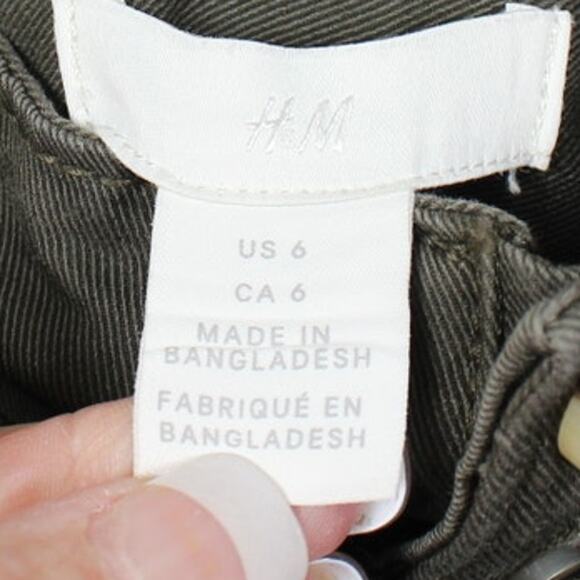 H&M
US 6
CA 6
MADE IN
BANGLADESH
FABRIQUÉ EN
BANGLADESH